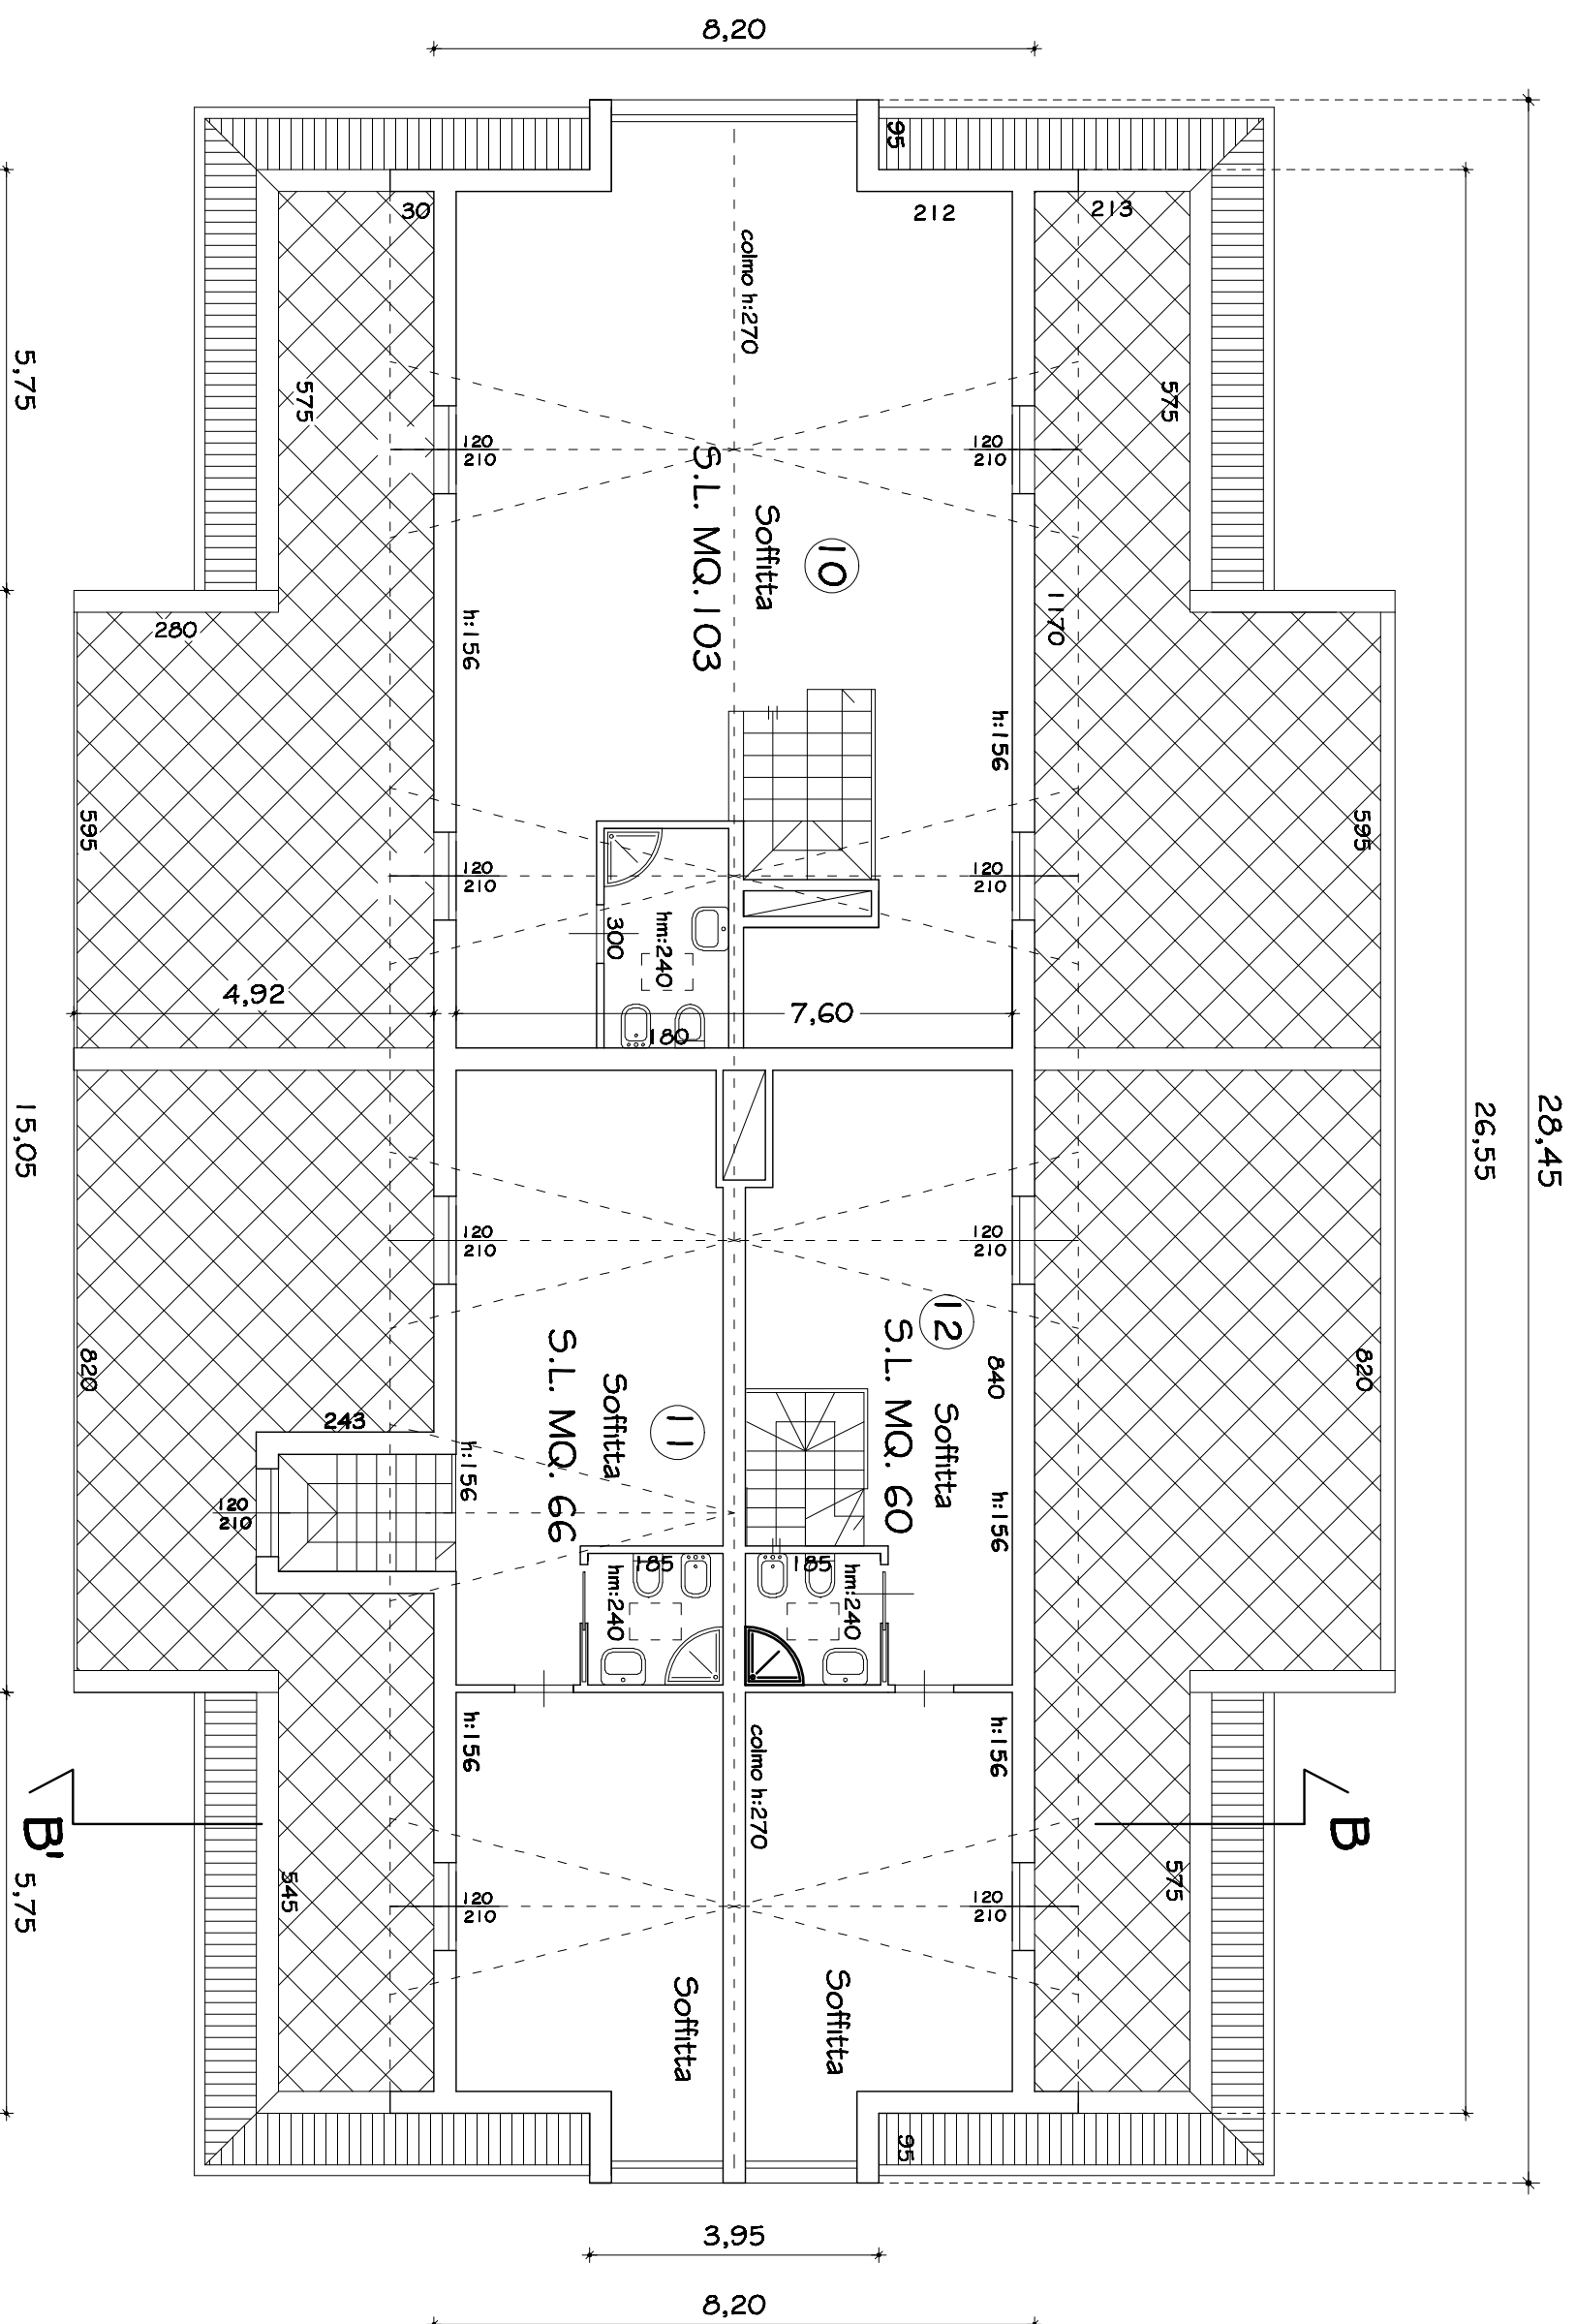 8,20
95
30
212
213
colmo h:270
575
575
5,75
120
210
120
210
10
Soffitta
S.L. MQ.103
1170
h:156
280
h:156
595
595
120
210
120
210
300
hm:240
4,92
7,60
180
28,45
26,55
15,05
120
210
120
210
12
S.L. MQ. 60
Soffitta
840
820
820
11
Soffitta
S.L. MQ. 66
243
h:156
h:156
120
210
185
185
hm:240
hm:240
h:156
colmo h:270
h:156
B'
B
545
575
5,75
120
210
120
210
Soffitta
Soffitta
95
3,95
8,20